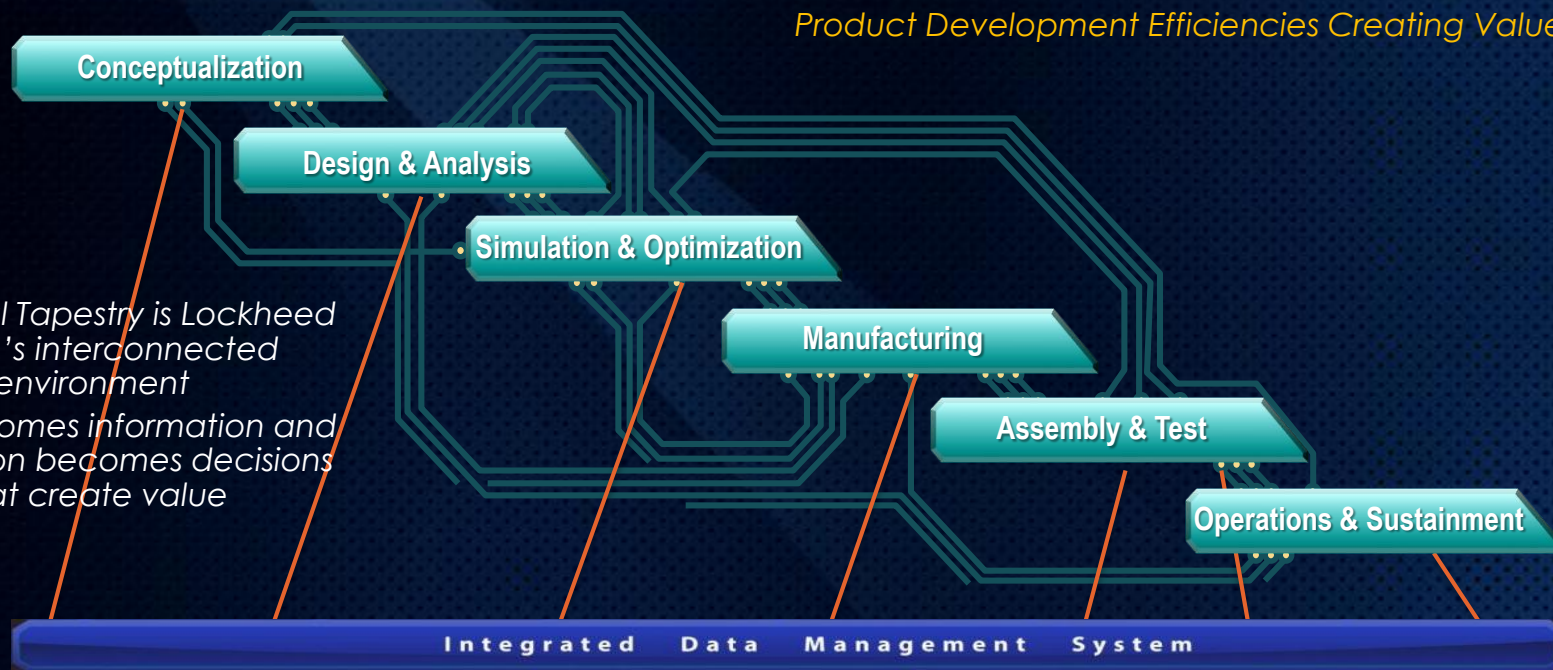 Product Development Efficiencies Creating Value
Conceptualization
Design & Analysis
Simulation & Optimization
l Tapestry is Lockheed
's interconnected
environment
omes information and
on becomes decisions
at create value
Manufacturing
Assembly & Test
Operations & Sustainment
Integrated Data Management System